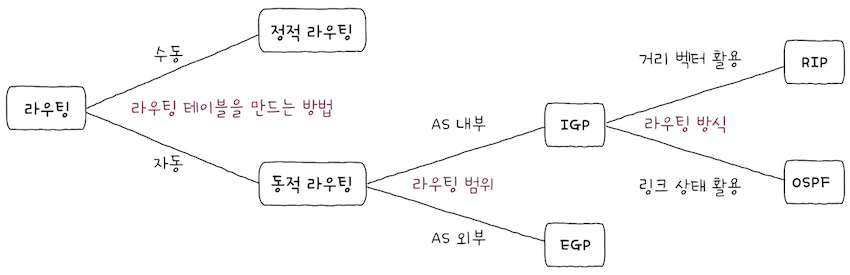 라우팅
수동
정적 라우팅
라우팅 테이블을 만드는 방법
자동
동적 라우팅
AS 내부
IGP
라우팅 범위
AS 외부
EGP
거리 벡터 활용
RIP
라우팅 방식
링크 상태 활용
OSPF